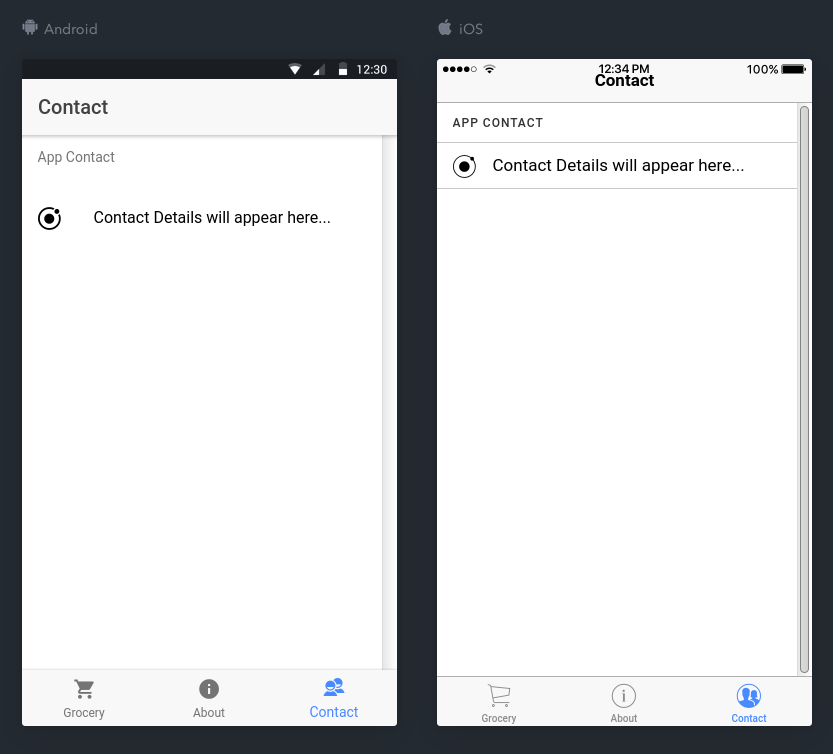 Android
12:30
Contact
App Contact
Contact Details will appear here...
Grocery
About
Contact
iOS
12:34 PM
100%
Contact
APP CONTACT
Contact Details will appear here...
Grocery
About
Contact